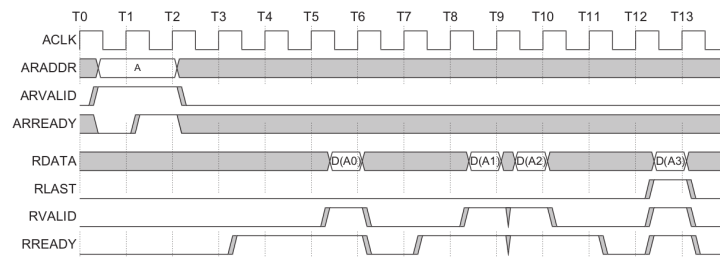 T0 T1 T2 T3 T4 T5 T6 T7 T8 T9 T10 T11 T12 T13
ACLK
ARADDR A
ARVALID
ARREADY
RDATA D(A0) D(A1) D(A2) D(A3)
RLAST
RVALID
RREADY